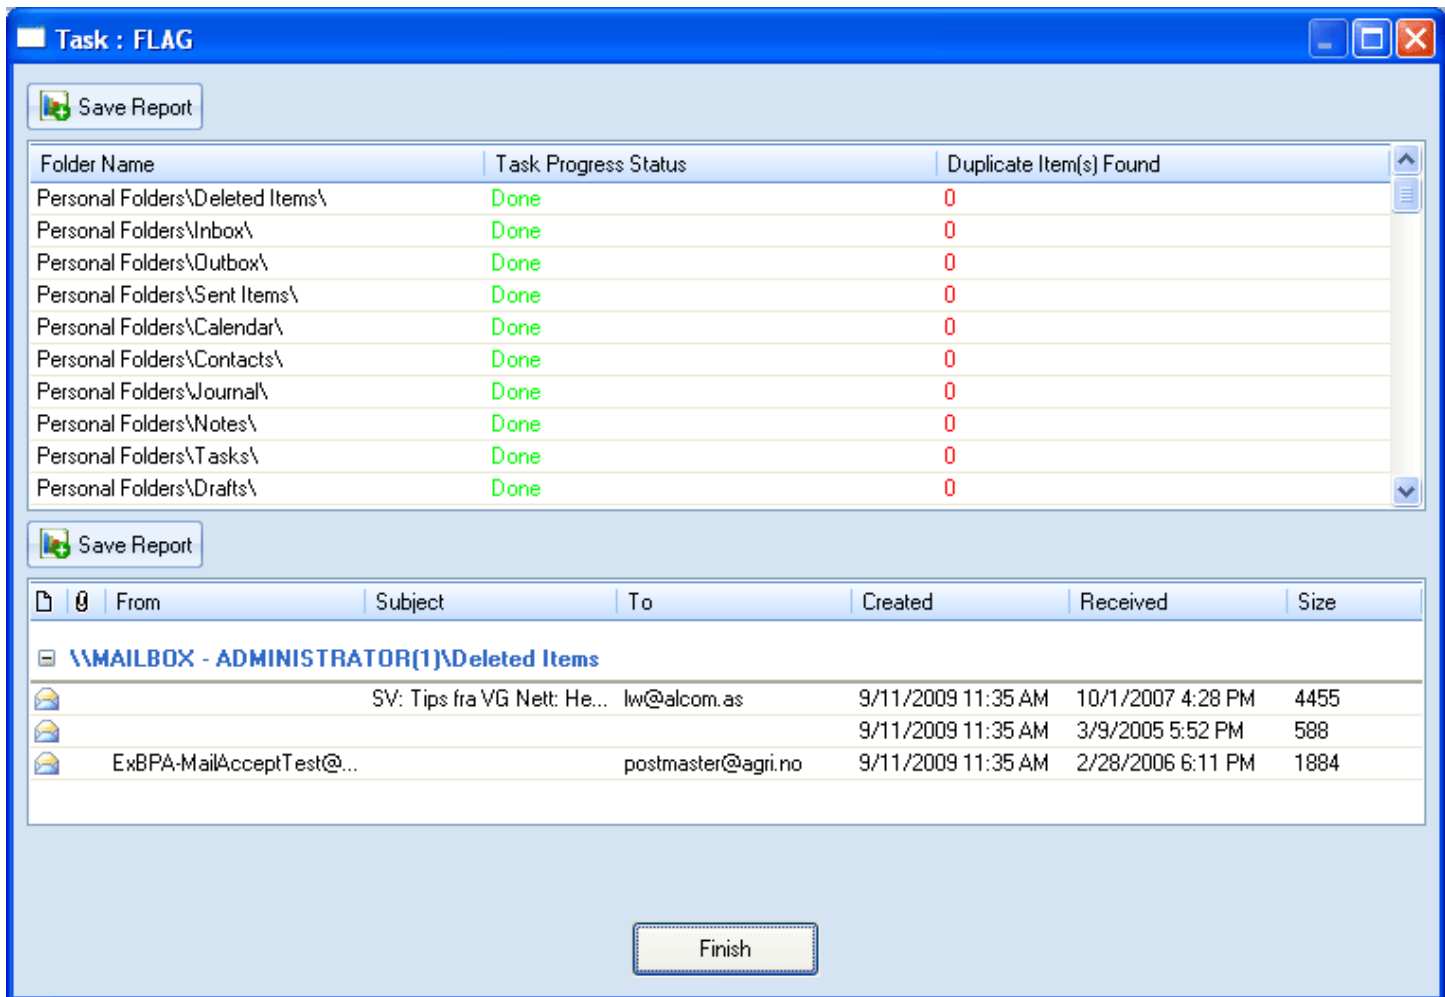 Task : FLAG
Save Report
Folder Name Task Progress Status Duplicate Item(s) Found
Personal Folders\Deleted Items\ Done 0
Personal Folders\Inbox\ Done 0
Personal Folders\Outbox\ Done 0
Personal Folders\Sent Items\ Done 0
Personal Folders\Calendar\ Done 0
Personal Folders\Contacts\ Done 0
Personal Folders\Journal\ Done 0
Personal Folders\Notes\ Done 0
Personal Folders\Tasks\ Done 0
Personal Folders\Drafts\ Done 0
Save Report
From Subject To Created Received Size
\\MAILBOX - ADMINISTRATOR(1)\Deleted Items
SV: Tips fra VG Nett: He... lw@alcom.as 9/11/2009 11:35 AM 10/1/2007 4:28 PM 4455
9/11/2009 11:35 AM 3/9/2005 5:52 PM 588
ExBPA-MailAcceptTest@... postmaster@agri.no 9/11/2009 11:35 AM 2/28/2006 6:11 PM 1884
Finish